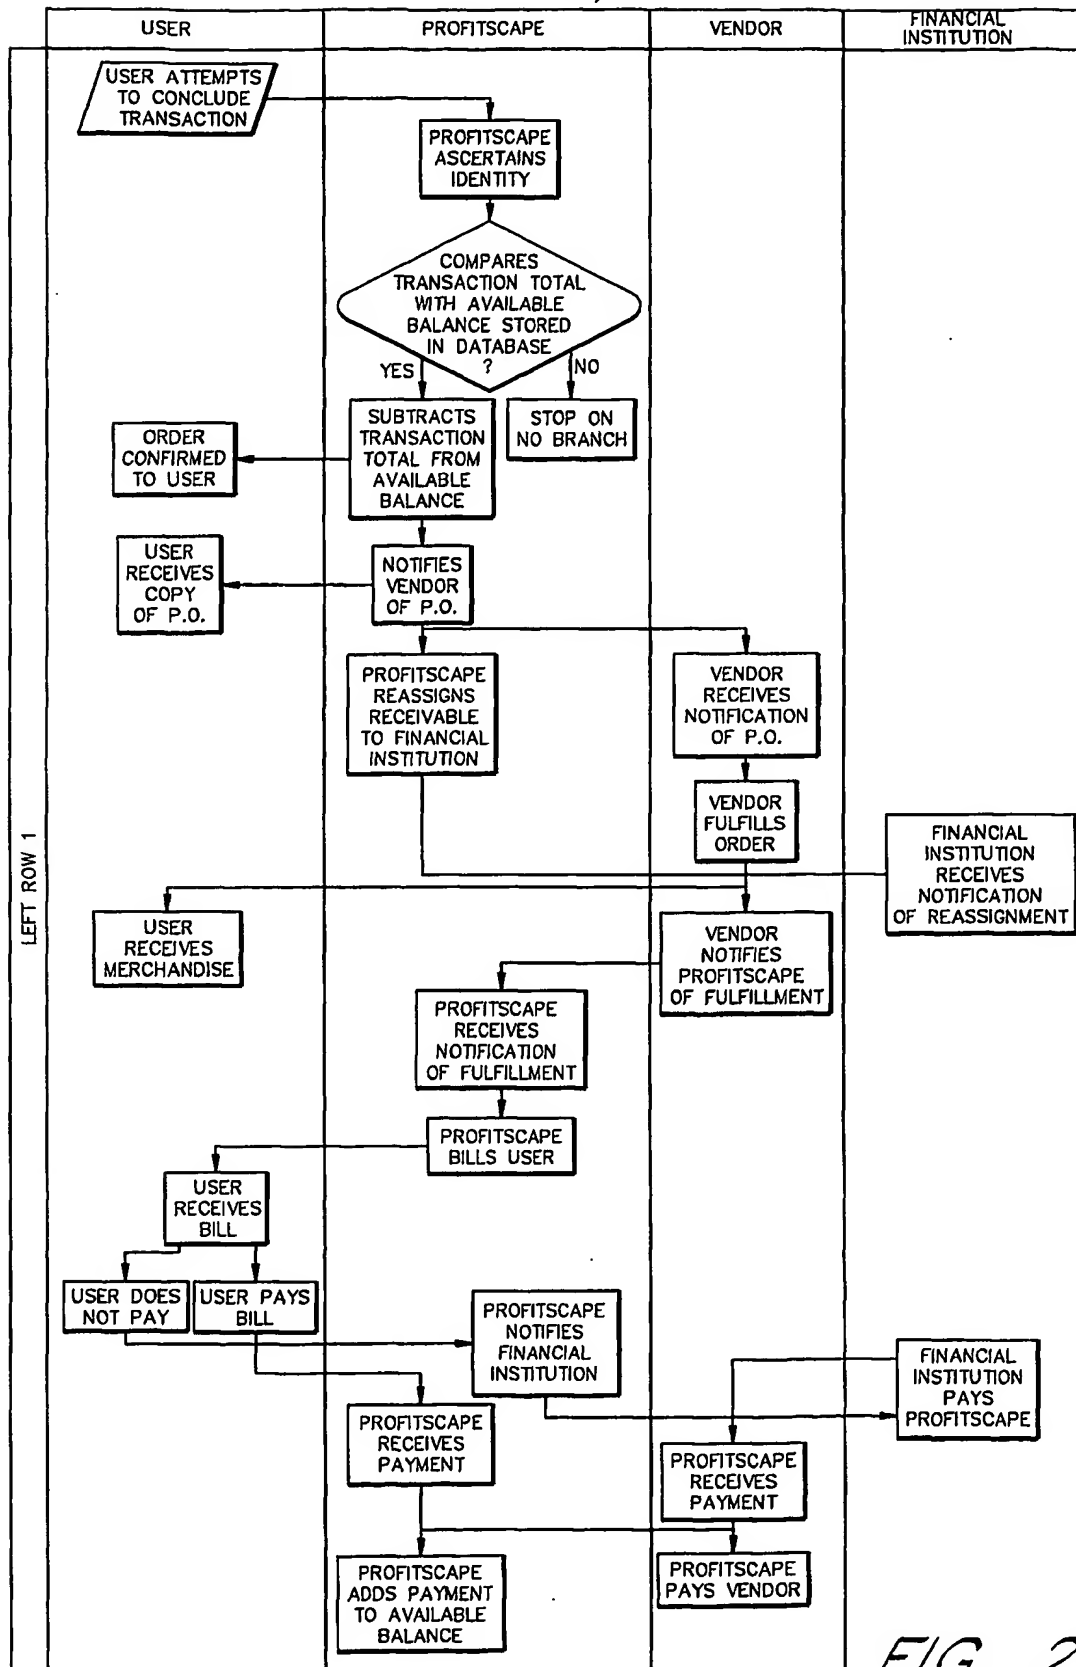 USER
PROFITSCAPE
VENDOR
FINANCIAL
INSTITUTION
LEFT ROW 1
USER ATTEMPTS
TO CONCLUDE
TRANSACTION
PROFITSCAPE
ASCERTAINS
IDENTITY
COMPARES
TRANSACTION TOTAL
WITH AVAILABLE
BALANCE STORED
IN DATABASE
?
YES
NO
SUBTRACTS
TRANSACTION
TOTAL FROM
AVAILABLE
BALANCE
STOP ON
NO BRANCH
ORDER
CONFIRMED
TO USER
USER
RECEIVES
COPY
OF P.O.
NOTIFIES
VENDOR
OF P.O.
PROFITSCAPE
REASSIGNS
RECEIVABLE
TO FINANCIAL
INSTITUTION
VENDOR
RECEIVES
NOTIFICATION
OF P.O.
VENDOR
FULFILLS
ORDER
FINANCIAL
INSTITUTION
RECEIVES
NOTIFICATION
OF REASSIGNMENT
USER
RECEIVES
MERCHANDISE
VENDOR
NOTIFIES
PROFITSCAPE
OF FULFILLMENT
PROFITSCAPE
RECEIVES
NOTIFICATION
OF FULFILLMENT
PROFITSCAPE
BILLS USER
USER
RECEIVES
BILL
USER DOES
NOT PAY
USER PAYS
BILL
PROFITSCAPE
NOTIFIES
FINANCIAL
INSTITUTION
FINANCIAL
INSTITUTION
PAYS
PROFITSCAPE
PROFITSCAPE
RECEIVES
PAYMENT
PROFITSCAPE
RECEIVES
PAYMENT
PROFITSCAPE
ADDS PAYMENT
TO AVAILABLE
BALANCE
PROFITSCAPE
PAYS VENDOR
FIG. 2